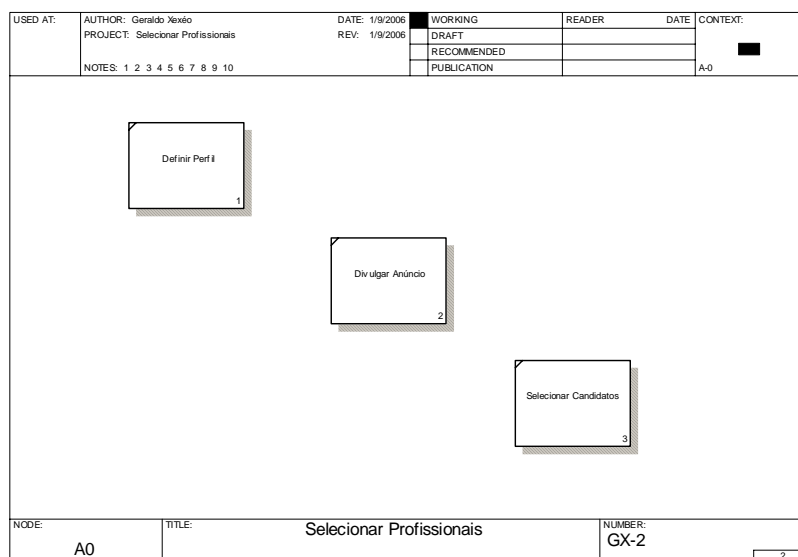 USED AT:
AUTHOR: Geraldo Xexéo
DATE: 1/9/2006
WORKING
READER
DATE
CONTEXT:
PROJECT: Selecionar Profissionais
REV: 1/9/2006
DRAFT
RECOMMENDED
NOTES: 1 2 3 4 5 6 7 8 9 10
PUBLICATION
A-0
Definir Perfil
1
Divulgar Anúncio
2
Selecionar Candidatos
3
NODE:
A0
TITLE:
Selecionar Profissionais
NUMBER:
GX-2
2